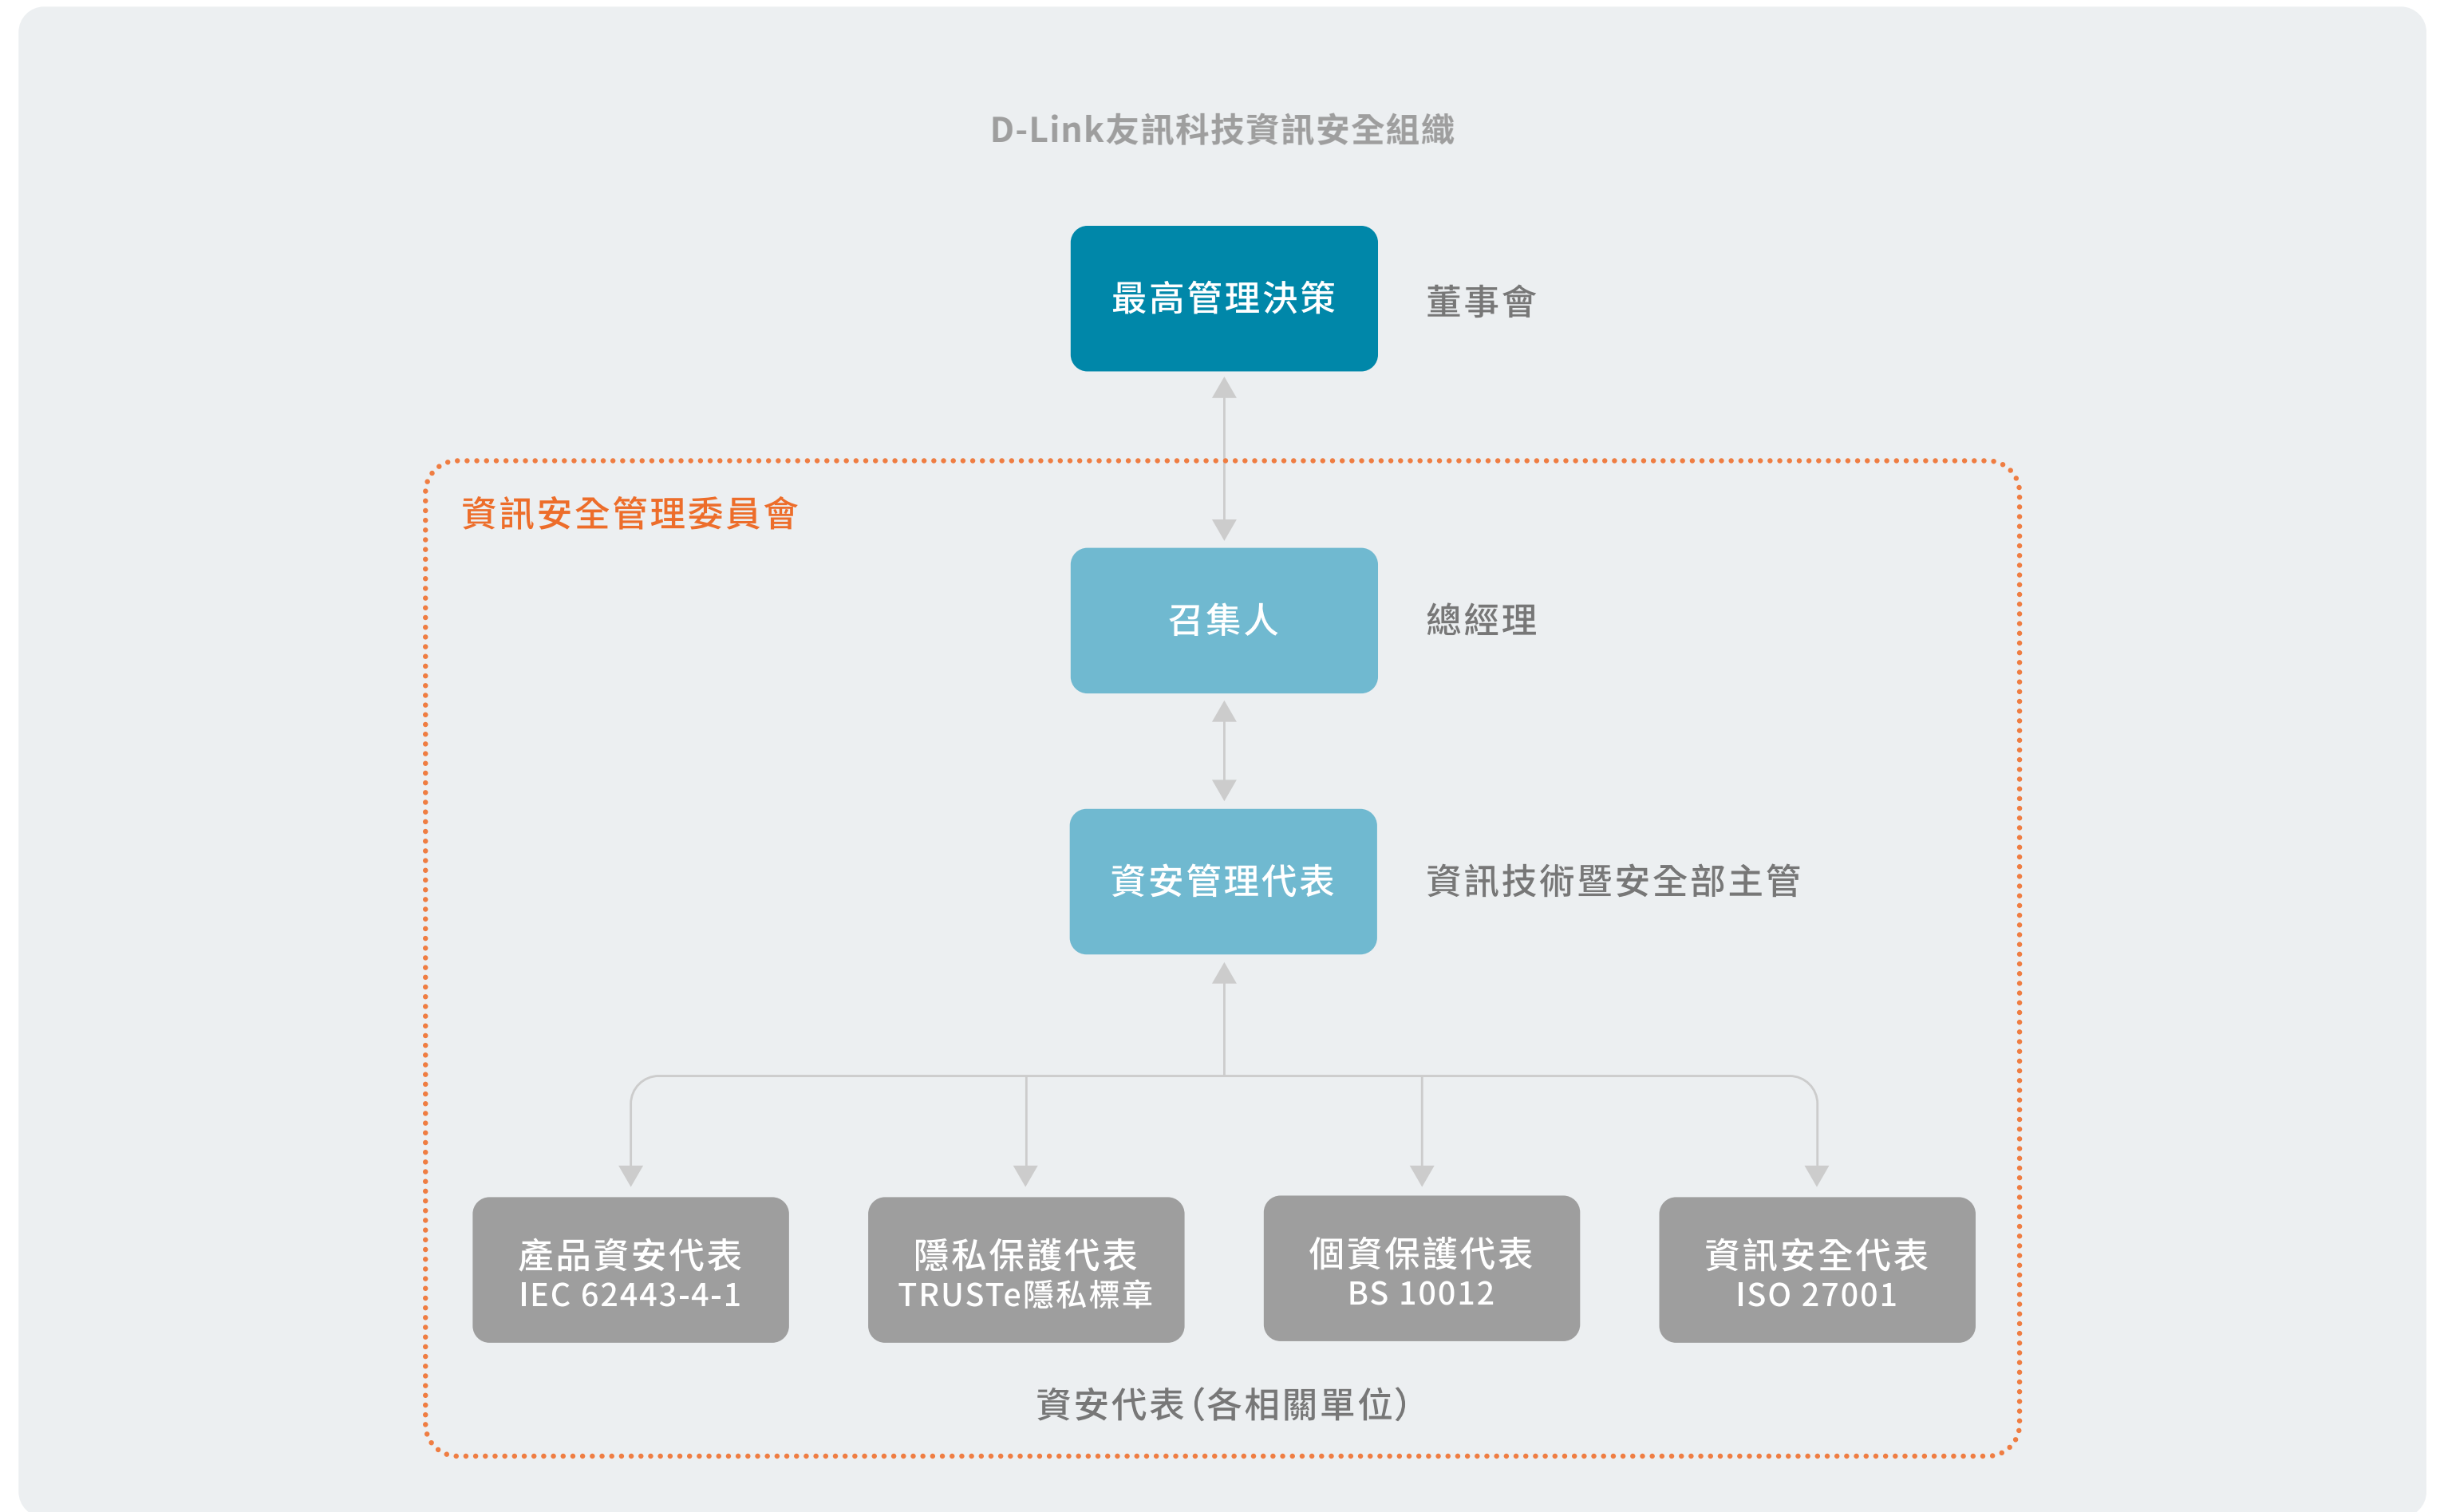 D-Link友訊科技資訊安全組織
最高管理決策
董事會
資訊安全管理委員會
召集人
總經理
資安管理代表
資訊技術暨安全部主管
產品資安代表
IEC 62443-4-1
隱私保護代表
TRUSTe隱私標章
個資保護代表
BS 10012
資訊安全代表
ISO 27001
資安代表(各相關單位)